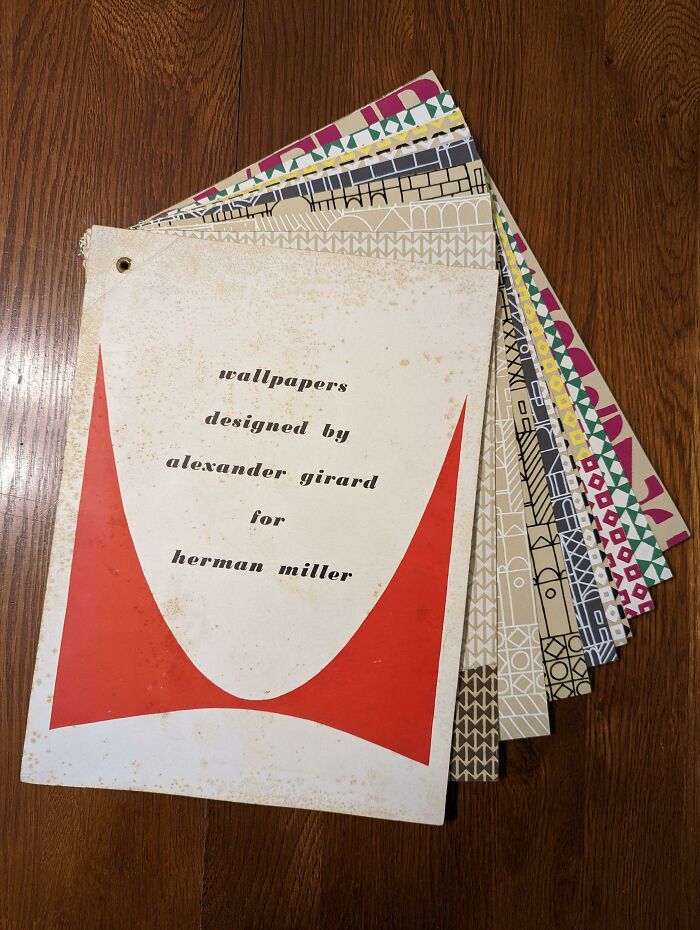 wallpapers
designed by
alexander girard
for
herman miller